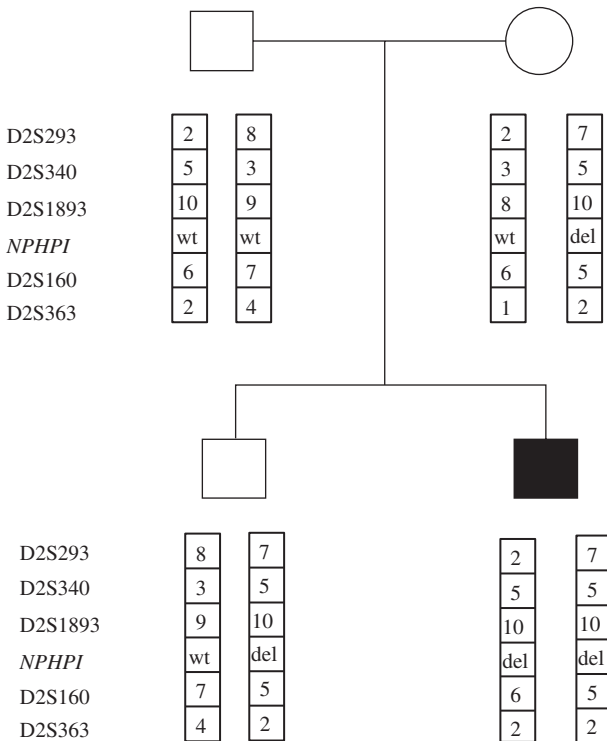 D2S293 2 8 2 7
D2S340 5 3 3 5
D2S1893 10 9 8 10
NPHPI wt wt wt del
D2S160 6 7 6 5
D2S363 2 4 1 2
D2S293 8 7 2 7
D2S340 3 5 5 5
D2S1893 9 10 10 10
NPHPI wt del del del
D2S160 7 5 6 5
D2S363 4 2 2 2